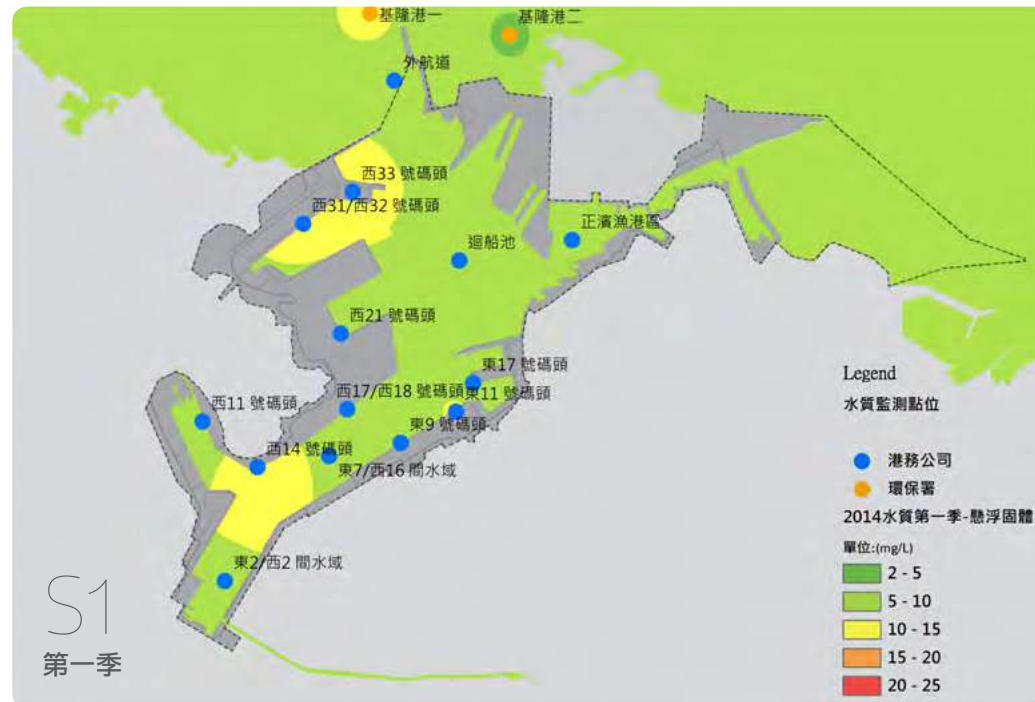 基隆港一
基隆港二
外航道
西33 號碼頭
西31/西32 號碼頭
正濱漁港區
迴船池
西21 號碼頭
東17 號碼頭
西17/西18 號碼頭
東11 號碼頭
西11 號碼頭
東9 號碼頭
西14 號碼頭
東7/西16 間水域
東2/西2 間水域
S1
第一季
Legend
水質監測點位
港務公司
環保署
2014水質第一季-懸浮固體
單位:(mg/L)
2 - 5
5 - 10
10 - 15
15 - 20
20 - 25